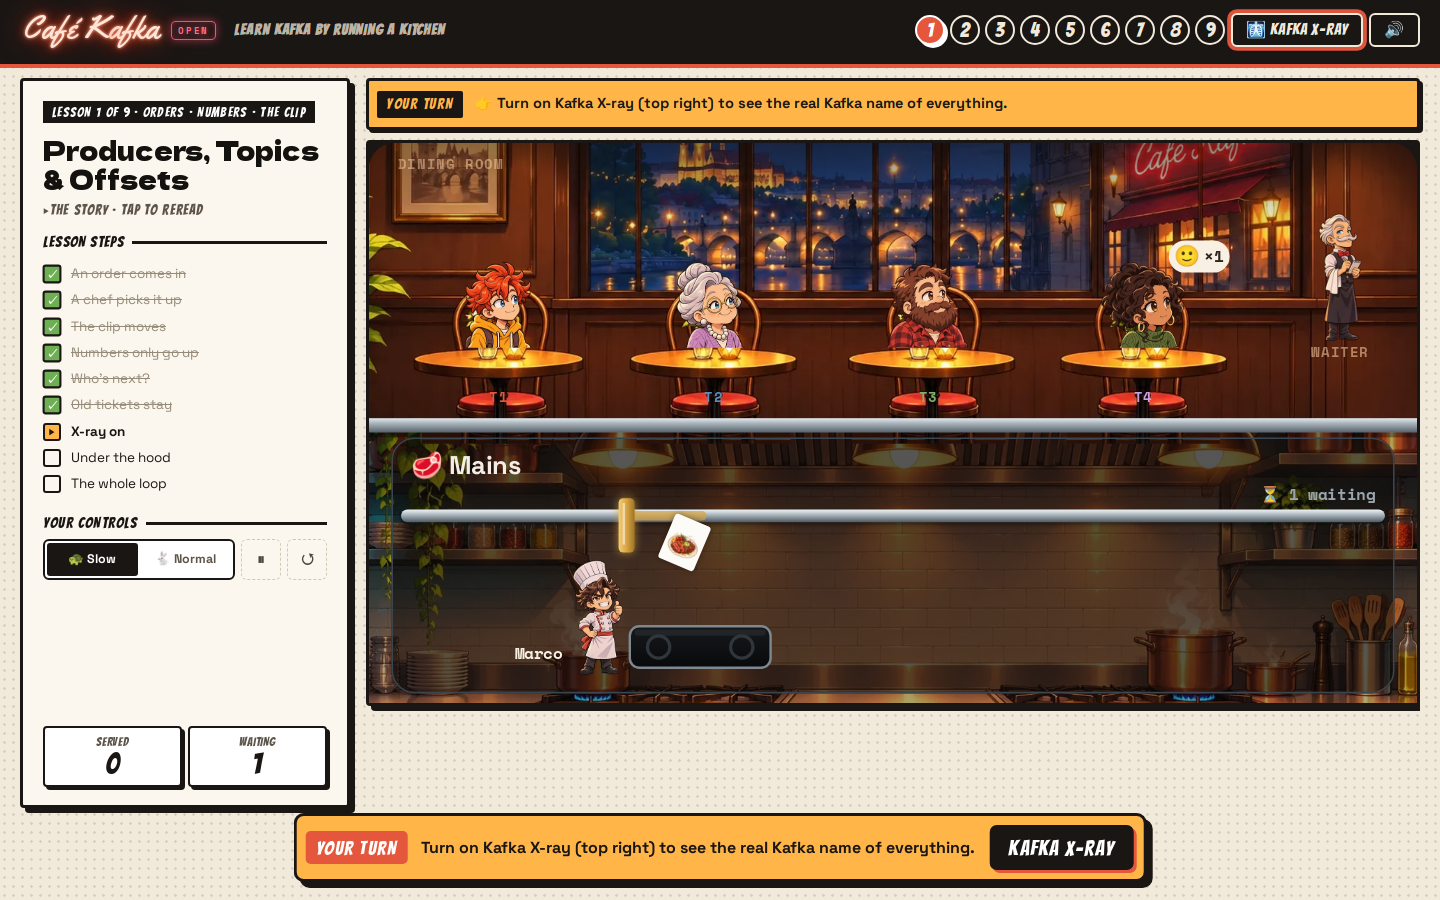 Café Kafka
OPEN
LEARN KAFKA BY RUNNING A KITCHEN
1 2 3 4 5 6 7 8 9
KAFKA X-RAY
LESSON 1 OF 9 · ORDERS · NUMBERS · THE CLIP
Producers, Topics
& Offsets
▸THE STORY · TAP TO REREAD
LESSON STEPS
An order comes in
A chef picks it up
The clip moves
Numbers only go up
Who's next?
Old tickets stay
X-ray on
Under the hood
The whole loop
YOUR CONTROLS
Slow
Normal
SERVED
0
WAITING
1
YOUR TURN
Turn on Kafka X-ray (top right) to see the real Kafka name of everything.
DINING ROOM
×1
WAITER
T1
T2
T3
T4
Mains
1 waiting
Marco
YOUR TURN
Turn on Kafka X-ray (top right) to see the real Kafka name of everything.
KAFKA X-RAY